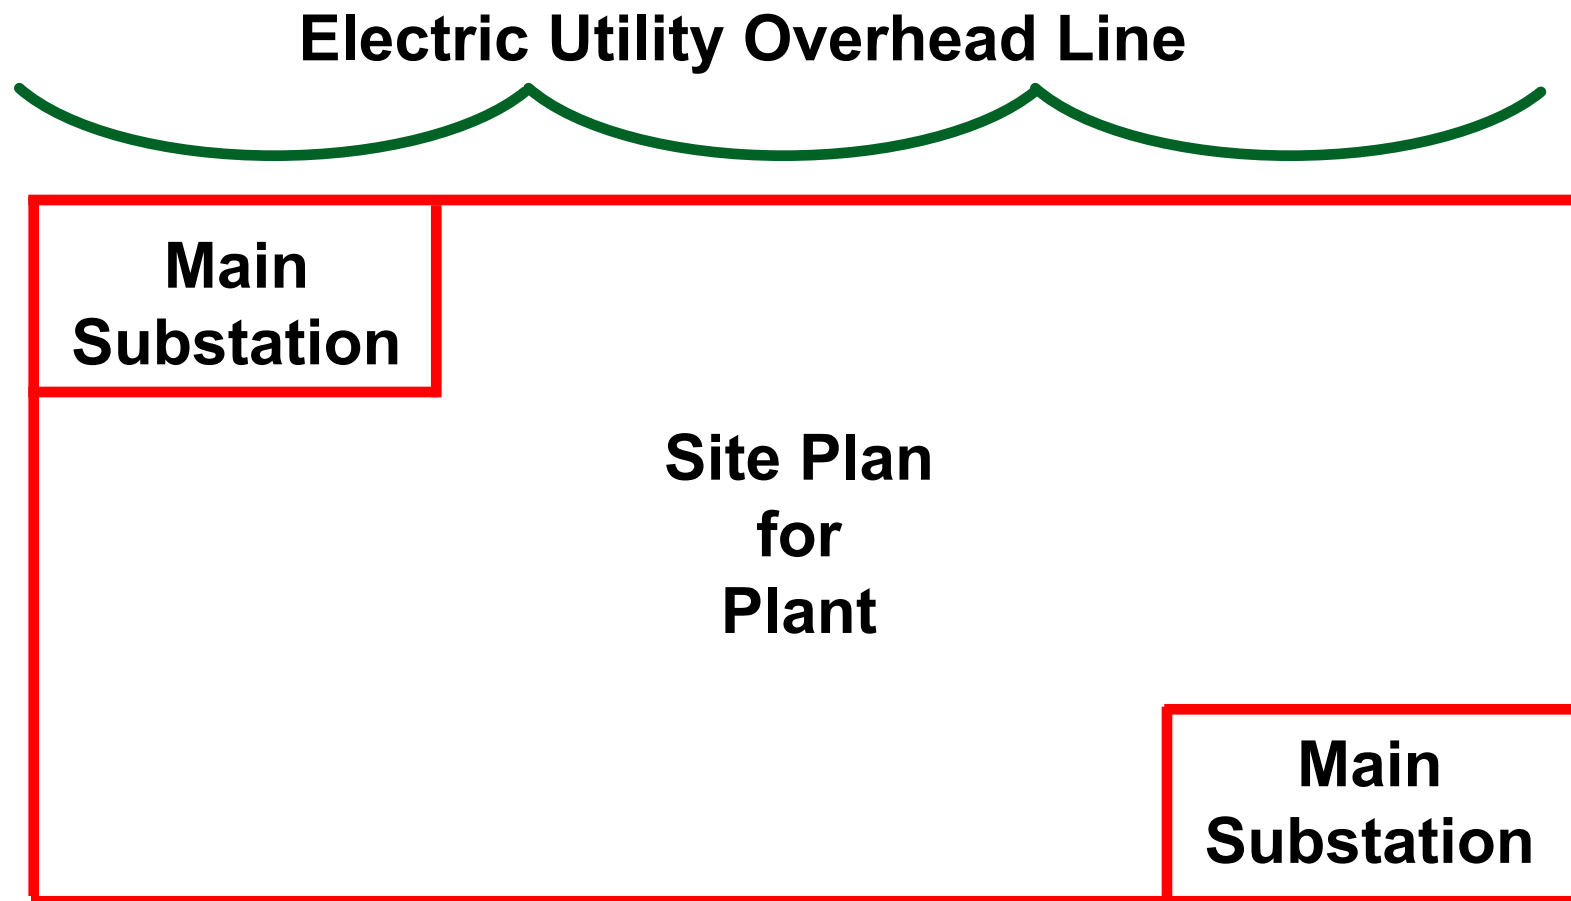 Electric Utility Overhead Line
Main
Substation
Site Plan
for
Plant
Main
Substation